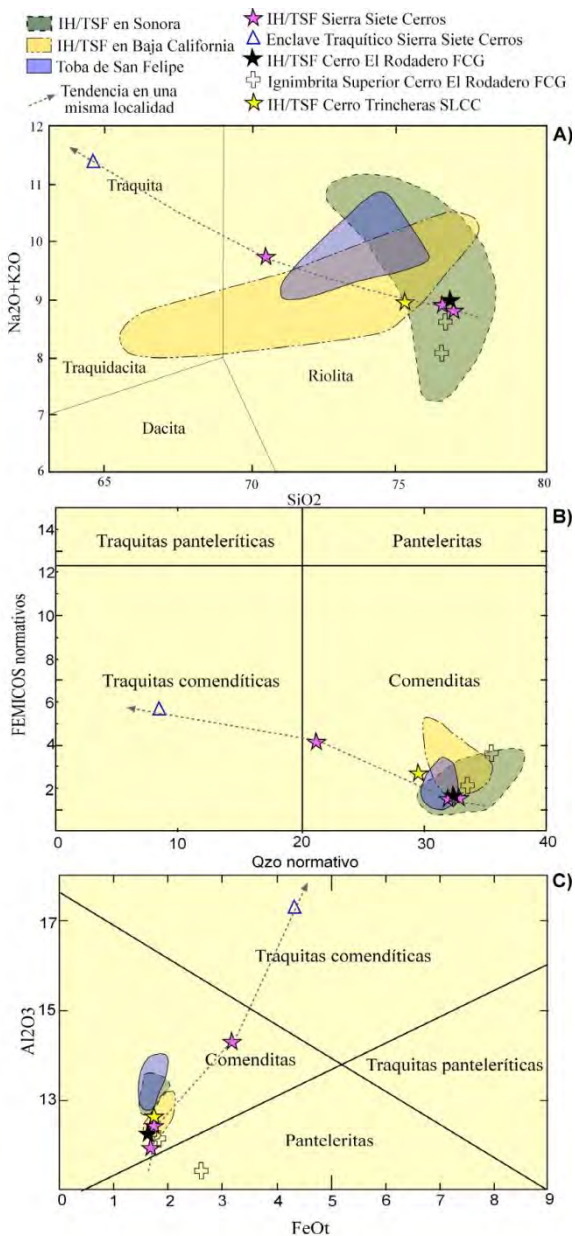 IH/TSF en Sonora
IH/TSF en Baja California
Toba de San Felipe
Tendencia en una
misma localidad
IH/TSF Sierra Siete Cerros
Enclave Traquítico Sierra Siete Cerros
IH/TSF Cerro El Rodadero FCG
Ignimbrita Superior Cerro El Rodadero FCG
IH/TSF Cerro Trincheras SLCC
A)
12
11
10
9
8
7
6
Na2O+K2O
Traquita
Traquidacita
Riolita
Dacita
65
70
75
80
SiO2
B)
14
12
10
8
6
4
2
FEMICOS normativos
Traquitas panteleríticas
Panteleritas
Traquitas comendíticas
Comenditas
0
10
20
30
40
Qzo normativo
C)
17
15
13
Al2O3
Traquitas comendíticas
Comenditas
Traquitas panteleríticas
Panteleritas
0
1
2
3
4
5
6
7
8
9
FeOt